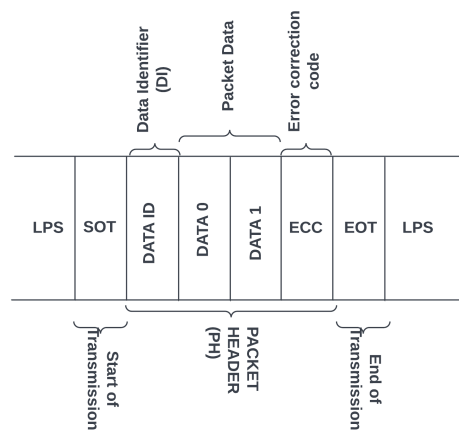 Data Identifier
(DI)
Packet Data
Error correction
code
LPS
SOT
DATA ID
DATA 0
DATA 1
ECC
EOT
LPS
Start of
Transmission
PACKET
HEADER
(PH)
End of
Transmission